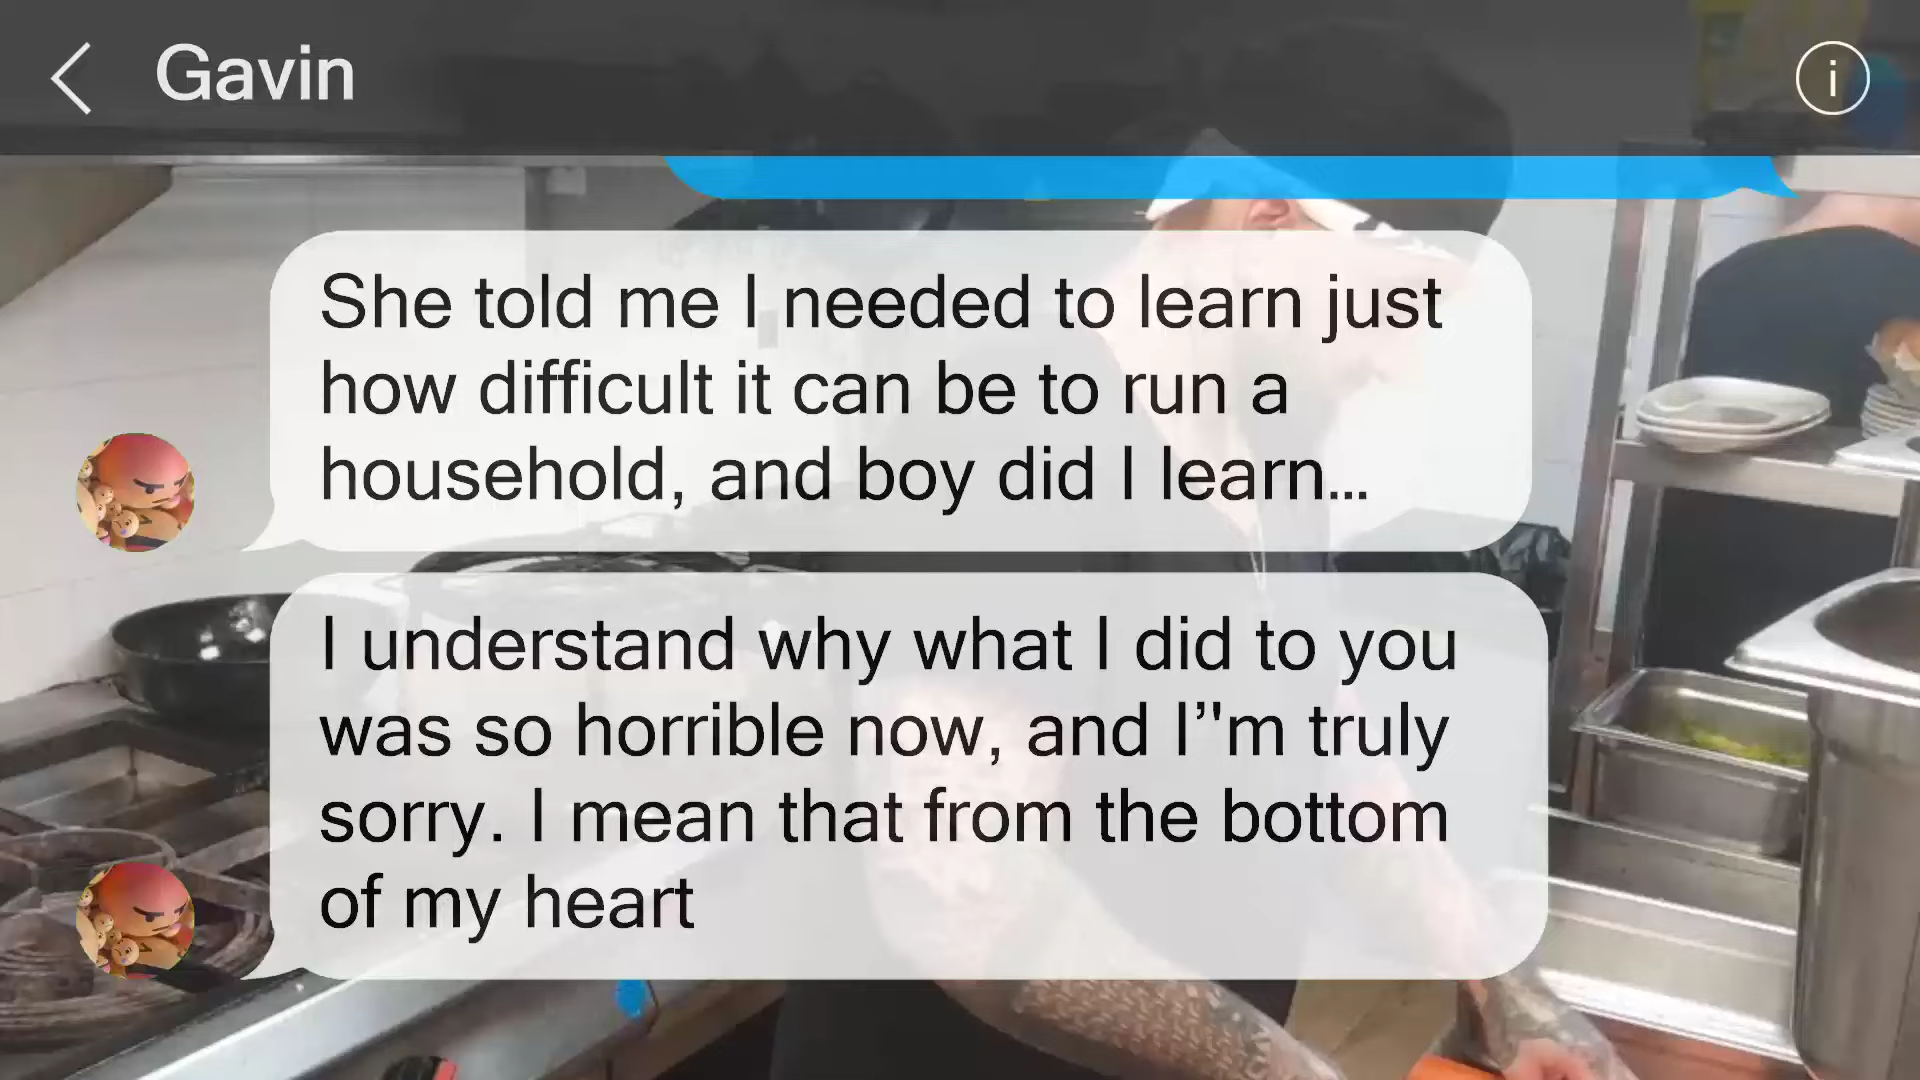 Gavin
i
She told me I needed to learn just
how difficult it can be to run a
household, and boy did I learn...
I understand why what I did to you
was so horrible now, and I’"m truly
sorry. I mean that from the bottom
of my heart